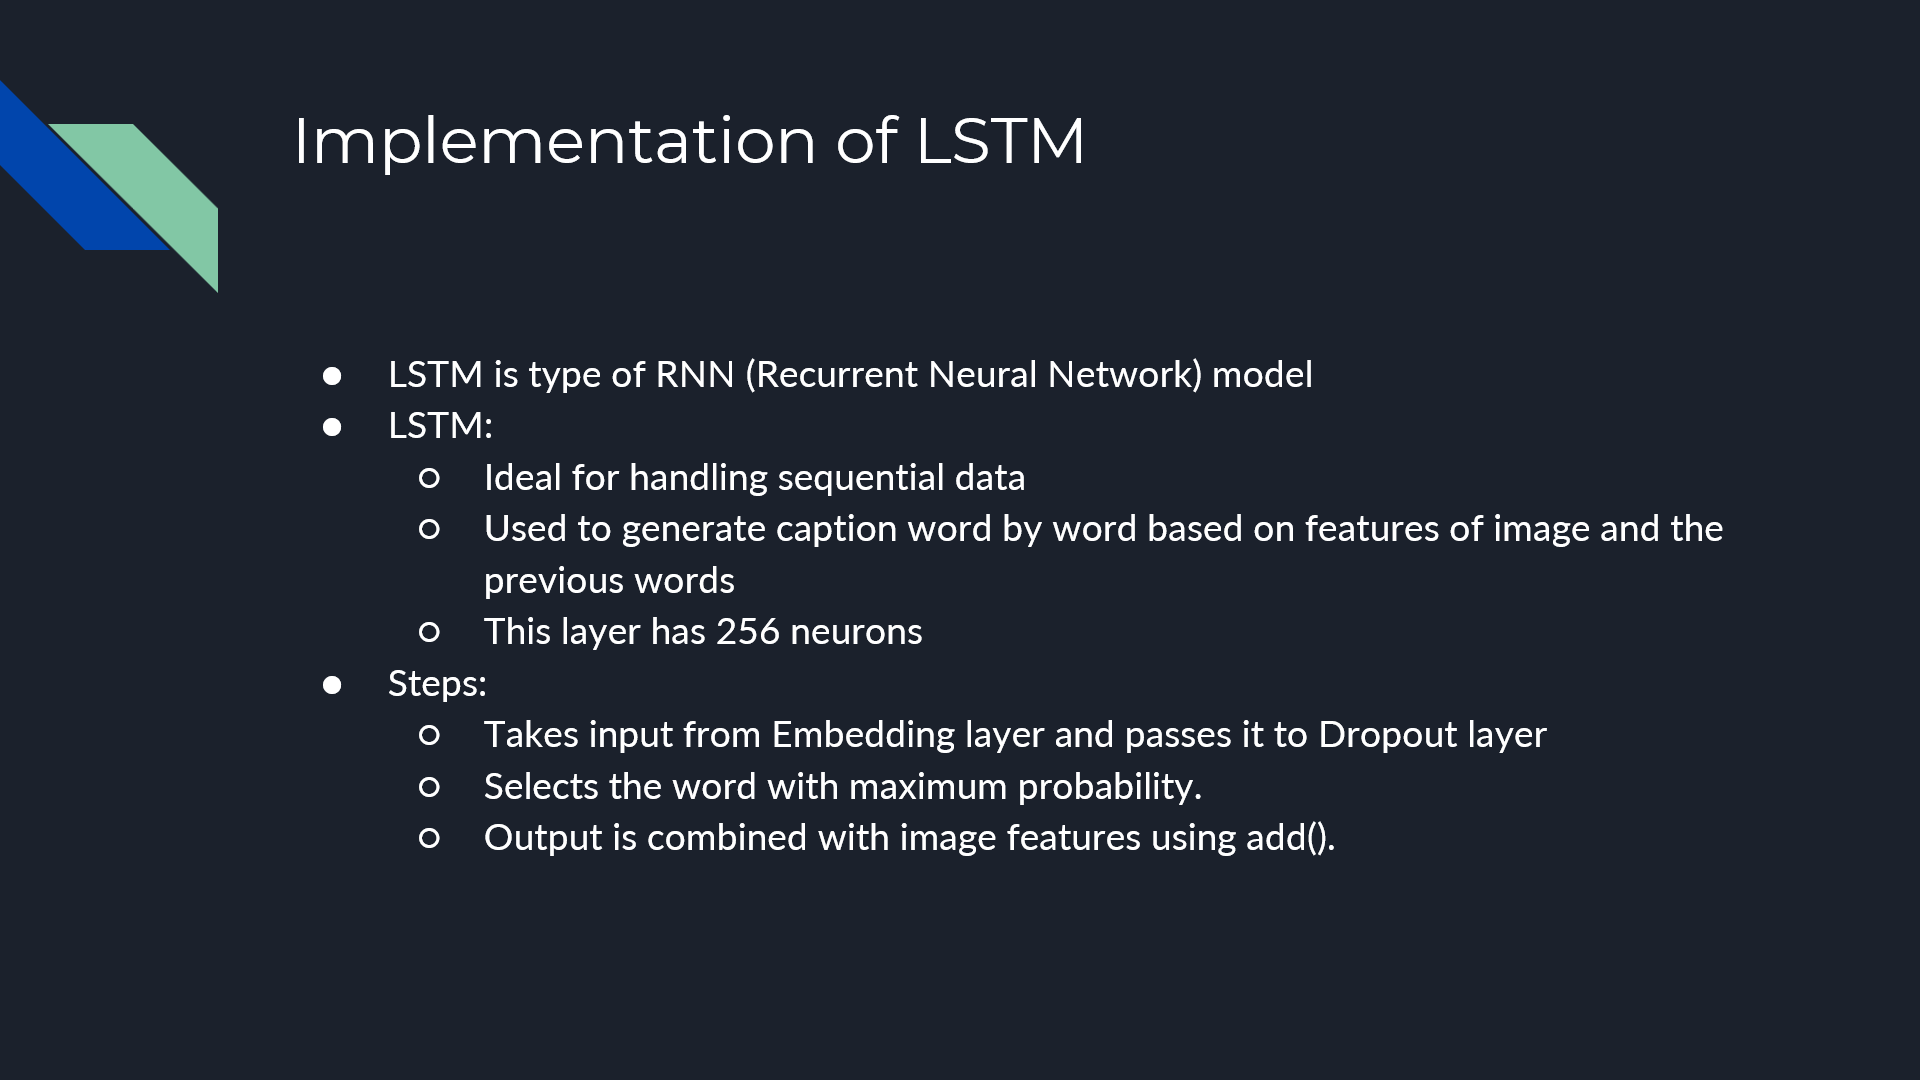 Implementation of LSTM
● LSTM is type of RNN (Recurrent Neural Network) model
● LSTM:
○ Ideal for handling sequential data
○ Used to generate caption word by word based on features of image and the
previous words
○ This layer has 256 neurons
● Steps:
○ Takes input from Embedding layer and passes it to Dropout layer
○ Selects the word with maximum probability.
○ Output is combined with image features using add().